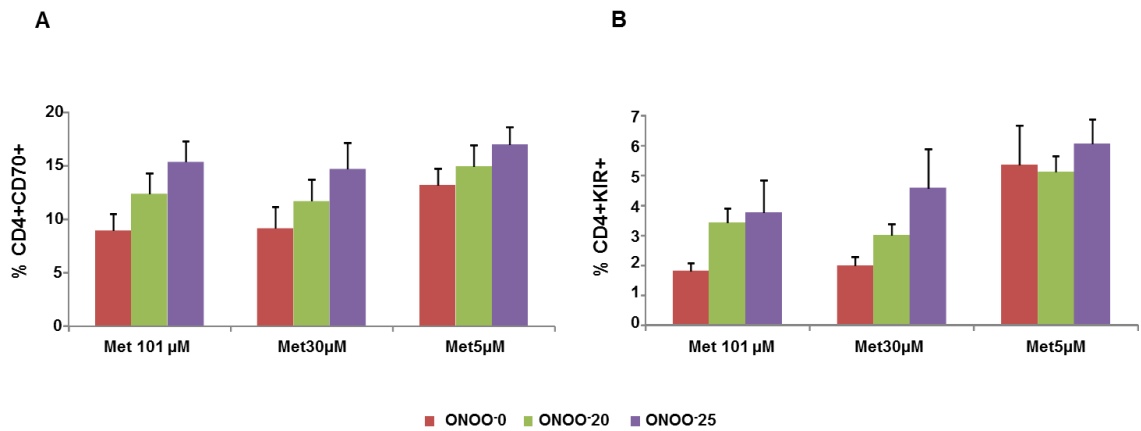 A
B
% CD4+CD70+
20
15
10
5
0
Met 101 µM
Met30µM
Met5µM
% CD4+KIR+
7
6
5
4
3
2
1
0
Met 101 µM
Met30µM
Met5µM
ONOO⁻0
ONOO⁻20
ONOO⁻25